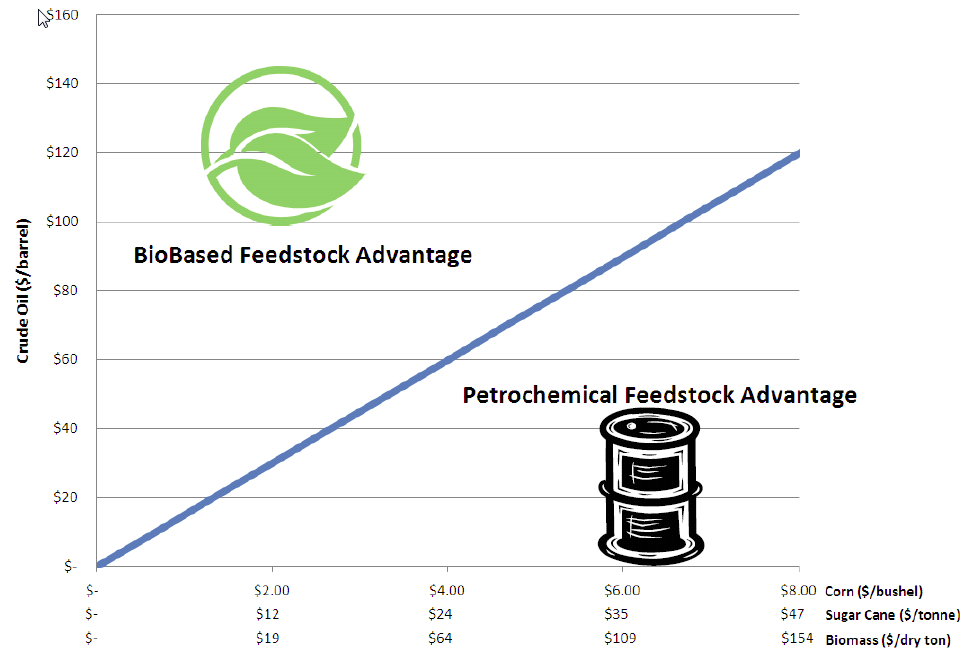 $160
$140
$120
$100
$80
$60
$40
$20
$-
Crude Oil ($/barrel)
BioBased Feedstock Advantage
Petrochemical Feedstock Advantage
$- $2.00 $4.00 $6.00 $8.00 Corn ($/bushel)
$- $12 $24 $35 $47 Sugar Cane ($/tonne)
$- $19 $64 $109 $154 Biomass ($/dry ton)